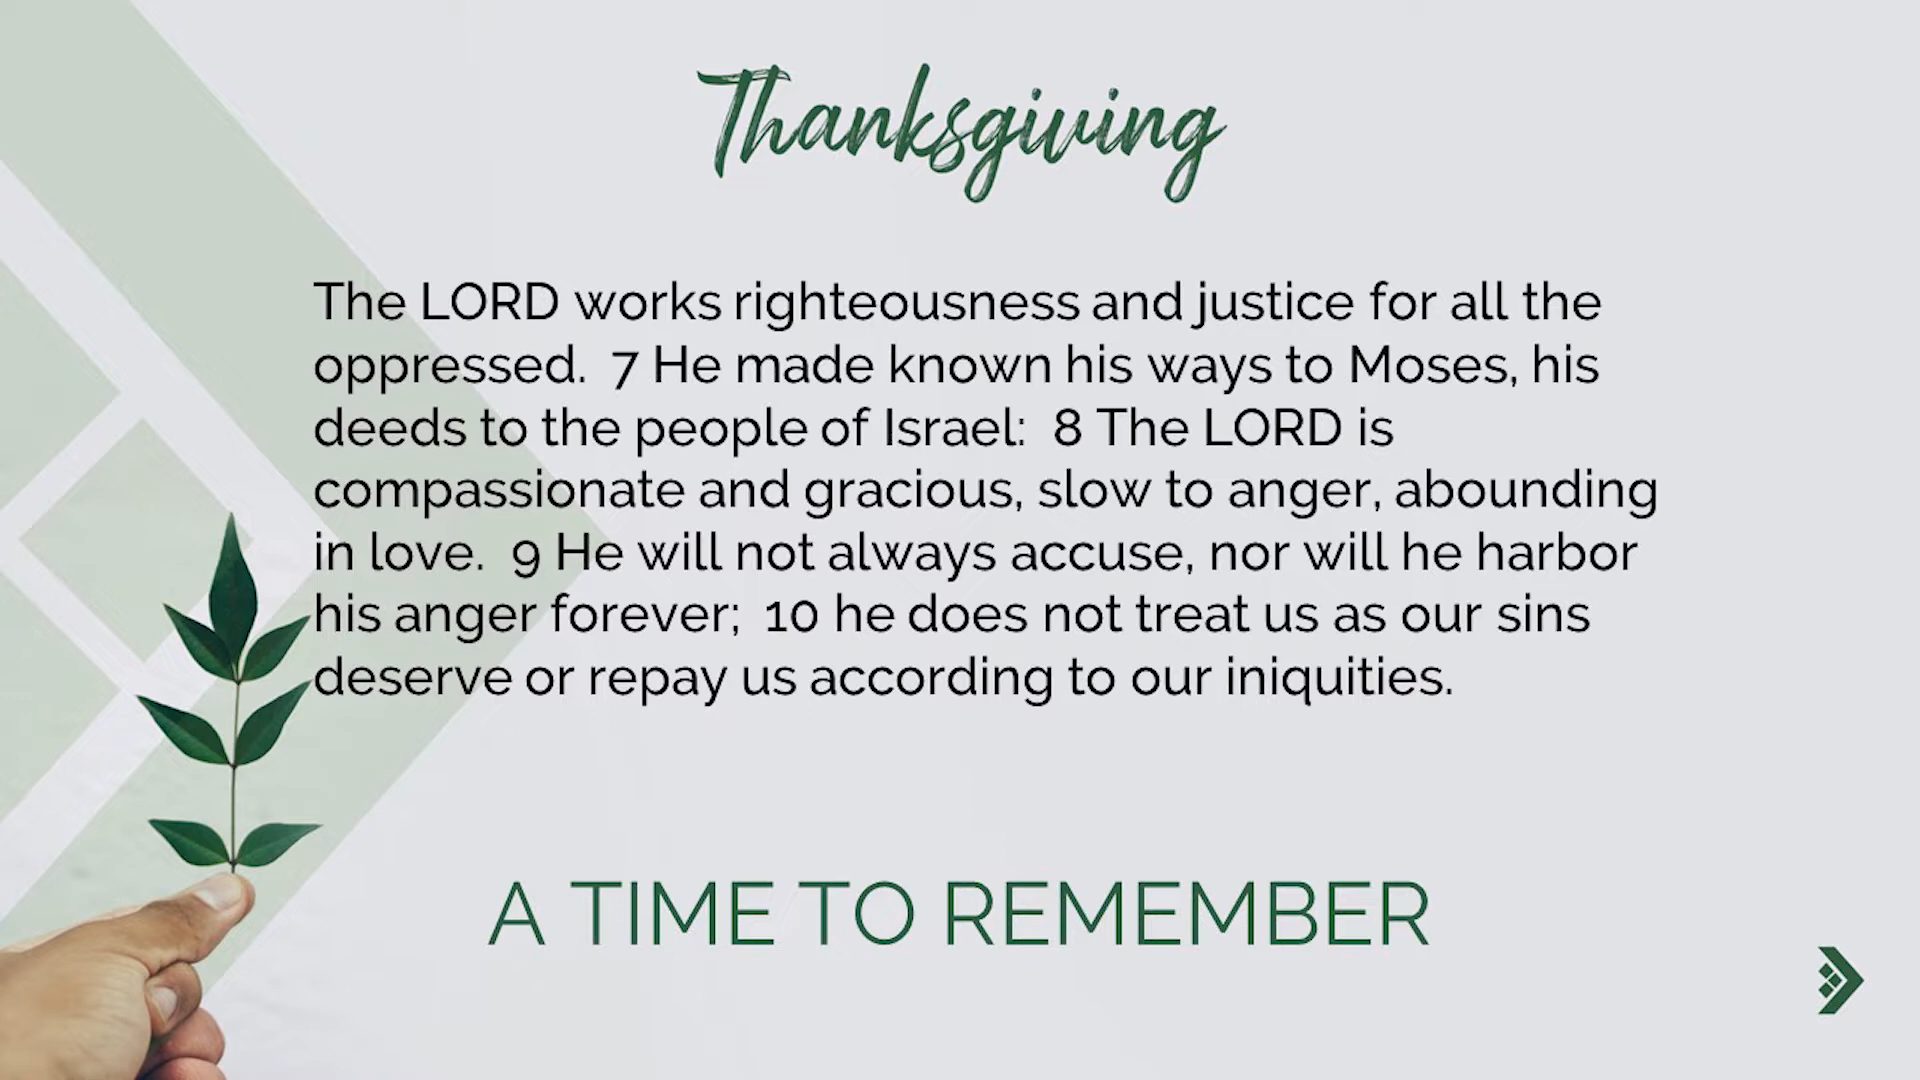 Thanksgiving
The LORD works righteousness and justice for all the
oppressed.  7 He made known his ways to Moses, his
deeds to the people of Israel:  8 The LORD is
compassionate and gracious, slow to anger, abounding
in love.  9 He will not always accuse, nor will he harbor
his anger forever;  10 he does not treat us as our sins
deserve or repay us according to our iniquities.
A TIME TO REMEMBER